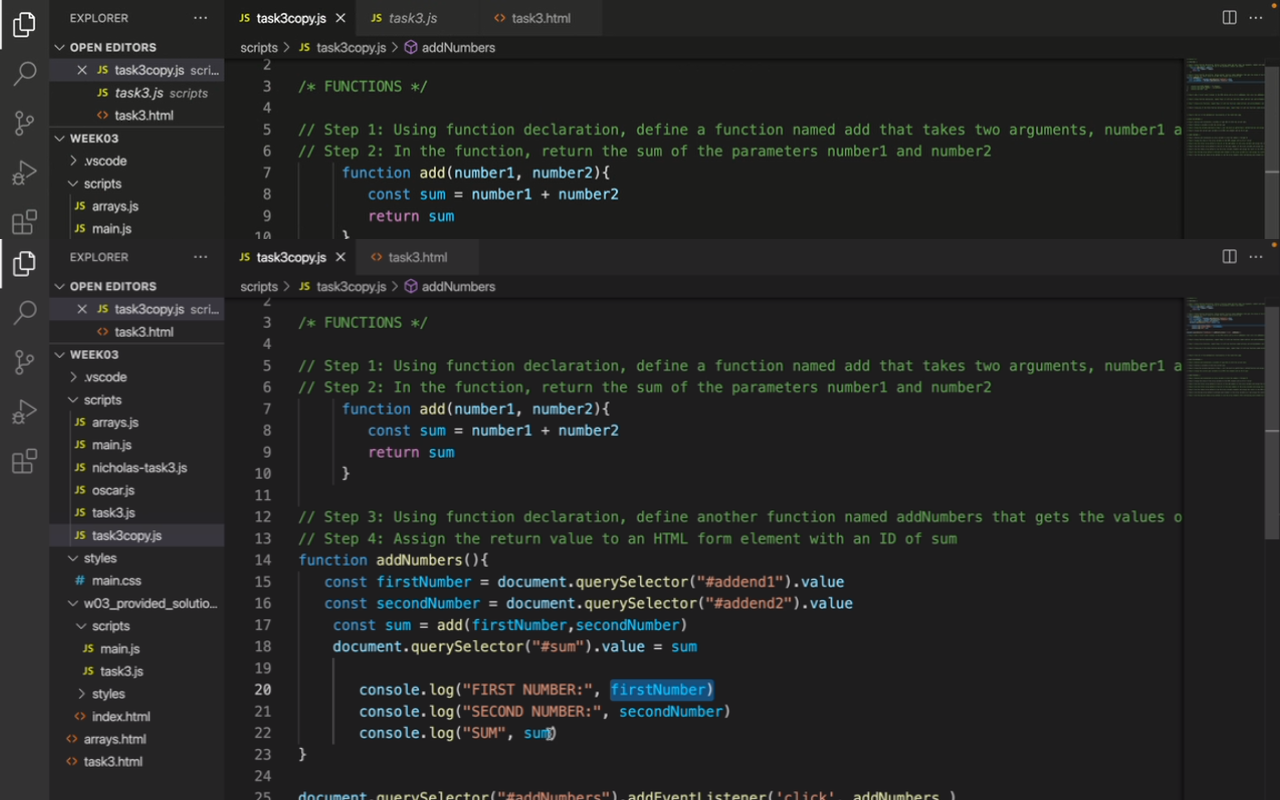 EXPLORER
OPEN EDITORS
JS task3copy.js scri...
JS task3.js scripts
<> task3.html
WEEK03
.vscode
scripts
JS arrays.js
JS main.js
JS task3copy.js
JS task3.js
<> task3.html
scripts > JS task3copy.js > addNumbers
2
3 /* FUNCTIONS */
4
5 // Step 1: Using function declaration, define a function named add that takes two arguments, number1 a
6 // Step 2: In the function, return the sum of the parameters number1 and number2
7 function add(number1, number2){
8 const sum = number1 + number2
9 return sum
10 }
EXPLORER
OPEN EDITORS
JS task3copy.js scri...
<> task3.html
WEEK03
.vscode
scripts
JS arrays.js
JS main.js
JS nicholas-task3.js
JS oscar.js
JS task3.js
JS task3copy.js
styles
# main.css
w03_provided_solutio...
scripts
JS main.js
JS task3.js
styles
<> index.html
<> arrays.html
<> task3.html
JS task3copy.js
<> task3.html
scripts > JS task3copy.js > addNumbers
2
3 /* FUNCTIONS */
4
5 // Step 1: Using function declaration, define a function named add that takes two arguments, number1 a
6 // Step 2: In the function, return the sum of the parameters number1 and number2
7 function add(number1, number2){
8 const sum = number1 + number2
9 return sum
10 }
11
12 // Step 3: Using function declaration, define another function named addNumbers that gets the values o
13 // Step 4: Assign the return value to an HTML form element with an ID of sum
14 function addNumbers(){
15 const firstNumber = document.querySelector("#addend1").value
16 const secondNumber = document.querySelector("#addend2").value
17 const sum = add(firstNumber,secondNumber)
18 document.querySelector("#sum").value = sum
19
20 console.log("FIRST NUMBER:", firstNumber)
21 console.log("SECOND NUMBER:", secondNumber)
22 console.log("SUM", sum)
23 }
24
25 document.querySelector("#addNumbers").addEventListener('click', addNumbers )